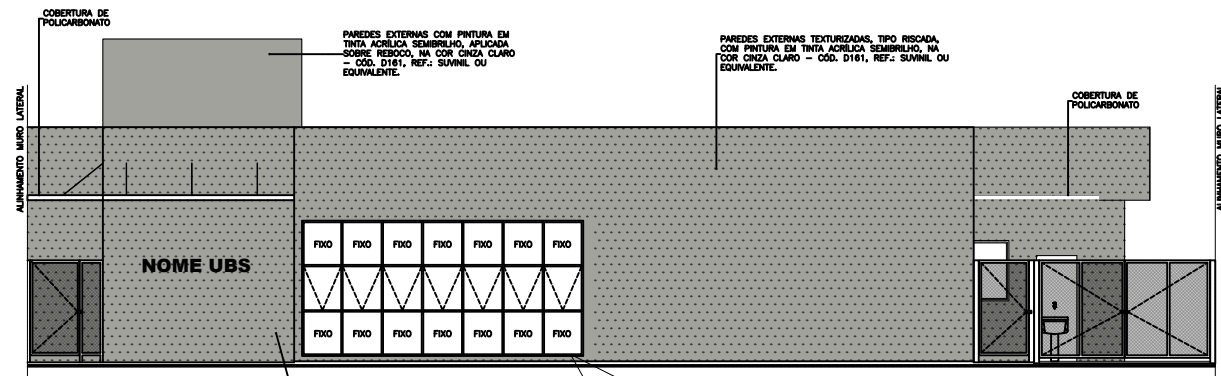 COBERTURA DE
POLICARBONATO
PAREDES EXTERNAS COM PINTURA EM
TINTA ACRÍLICA SEMIBRILHO, APLICADA
SOBRE REBOCO, NA COR CINZA CLARO
– CÓD. D161, REF.: SUVINIL OU
EQUIVALENTE.
PAREDES EXTERNAS TEXTURIZADAS, TIPO RISCADA,
COM PINTURA EM TINTA ACRÍLICA SEMIBRILHO, NA
COR CINZA CLARO – CÓD. D161, REF.: SUVINIL OU
EQUIVALENTE.
COBERTURA DE
POLICARBONATO
ALINHAMENTO MURO LATERAL
ALINHAMENTO MURO LATERAL
NOME UBS
FIXO FIXO FIXO FIXO FIXO FIXO FIXO
FIXO FIXO FIXO FIXO FIXO FIXO FIXO